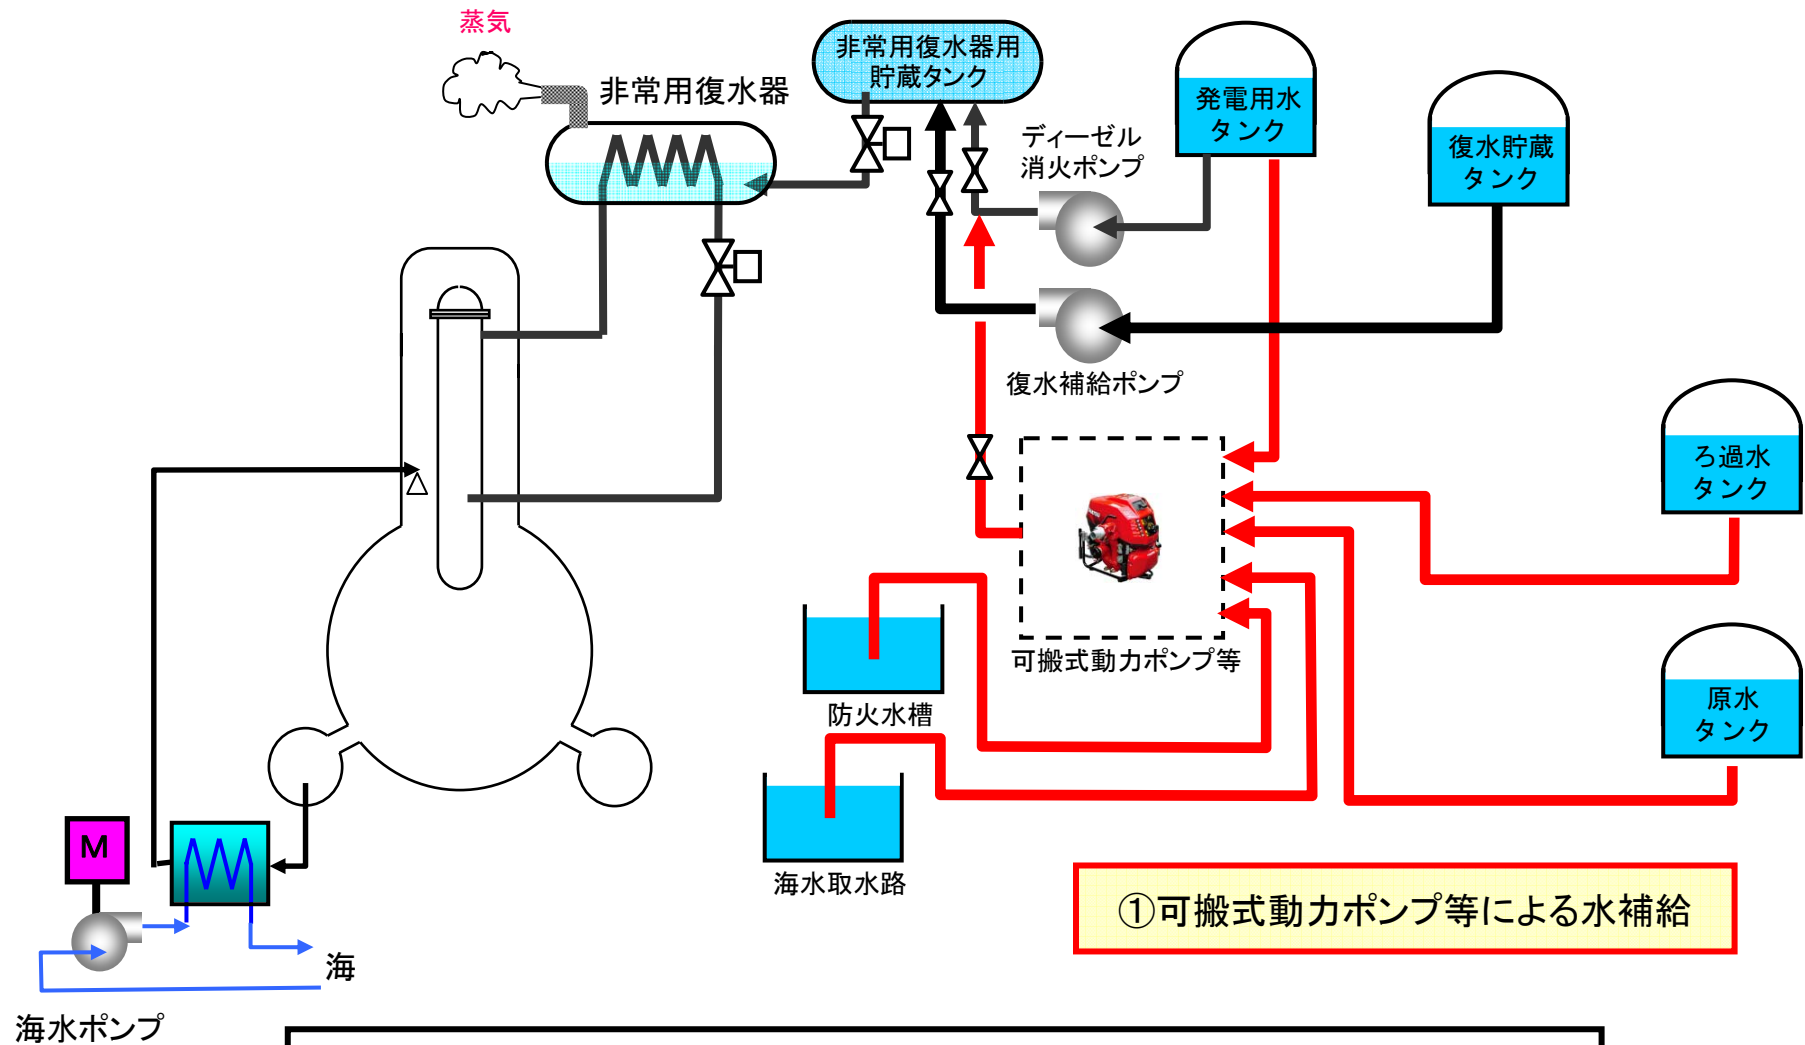 蒸気
非常用復水器
非常用復水器用
貯蔵タンク
発電用水
タンク
復水貯蔵
タンク
ディーゼル
消火ポンプ
復水補給ポンプ
ろ過水
タンク
可搬式動力ポンプ等
防火水槽
原水
タンク
海水取水路
M
①可搬式動力ポンプ等による水補給
海
海水ポンプ